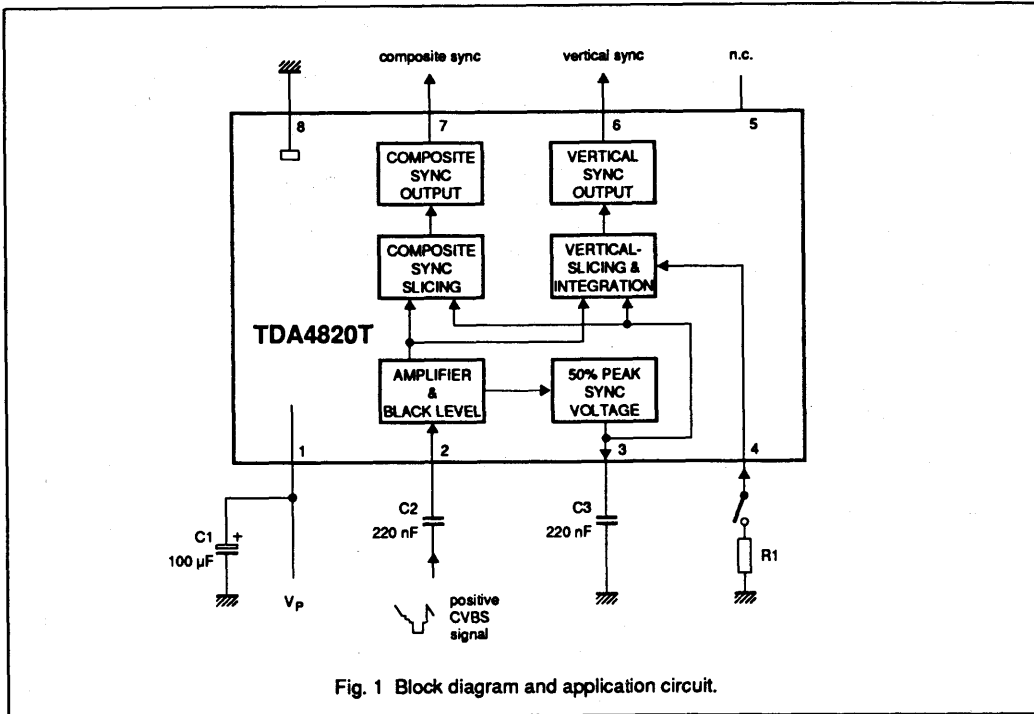 composite sync
vertical sync
n.c.
8
7
6
5
COMPOSITE
SYNC
OUTPUT
VERTICAL
SYNC
OUTPUT
COMPOSITE
SYNC
SLICING
VERTICAL-
SLICING &
INTEGRATION
TDA4820T
AMPLIFIER
&
BLACK LEVEL
50% PEAK
SYNC
VOLTAGE
1
2
3
4
C1
+
100 µF
C2
220 nF
C3
220 nF
R1
VP
positive
CVBS
signal
Fig. 1 Block diagram and application circuit.